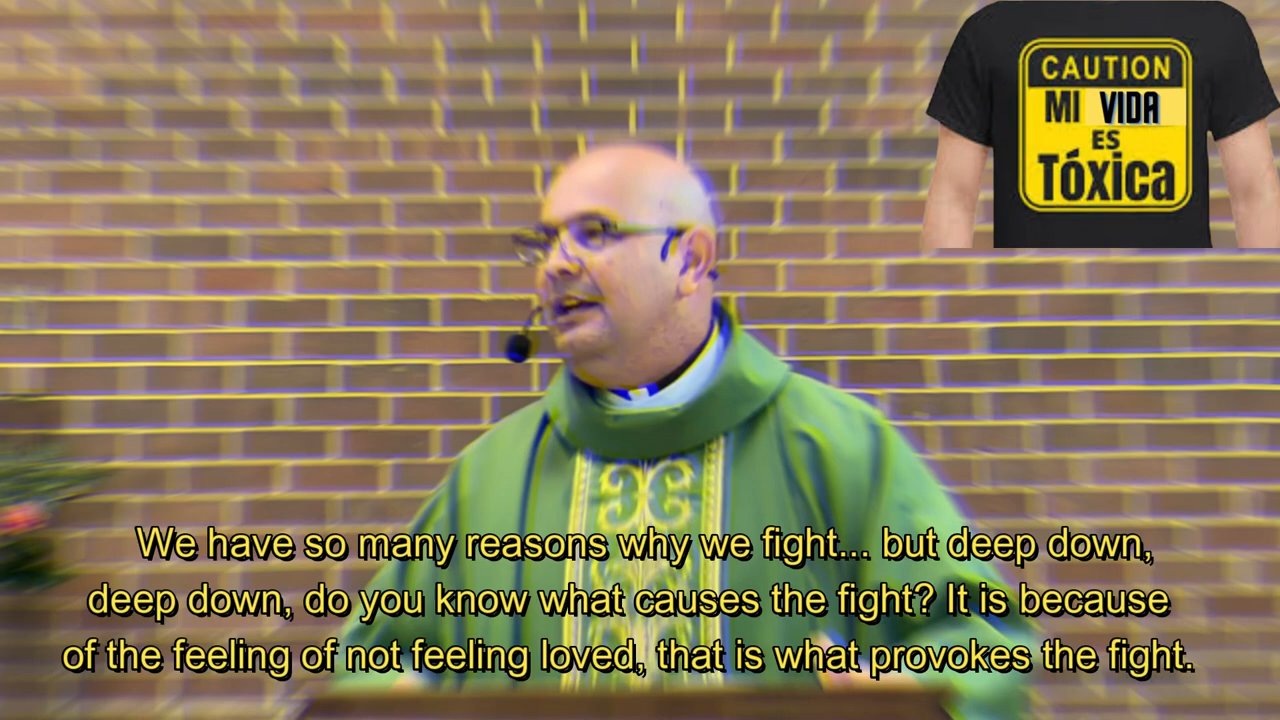 CAUTION
MI VIDA
ES
Tóxica
We have so many reasons why we fight... but deep down,
deep down, do you know what causes the fight? It is because
of the feeling of not feeling loved, that is what provokes the fight.